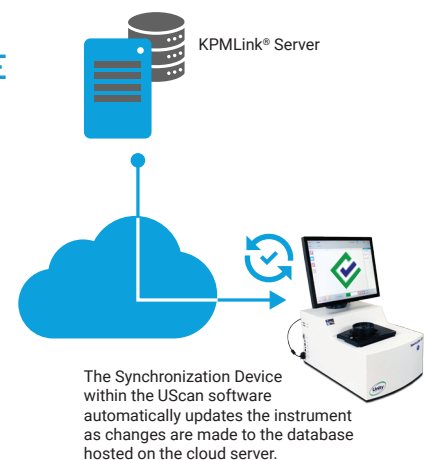 E
KPMLink® Server
Unity
The Synchronization Device
within the UScan software
automatically updates the instrument
as changes are made to the database
hosted on the cloud server.